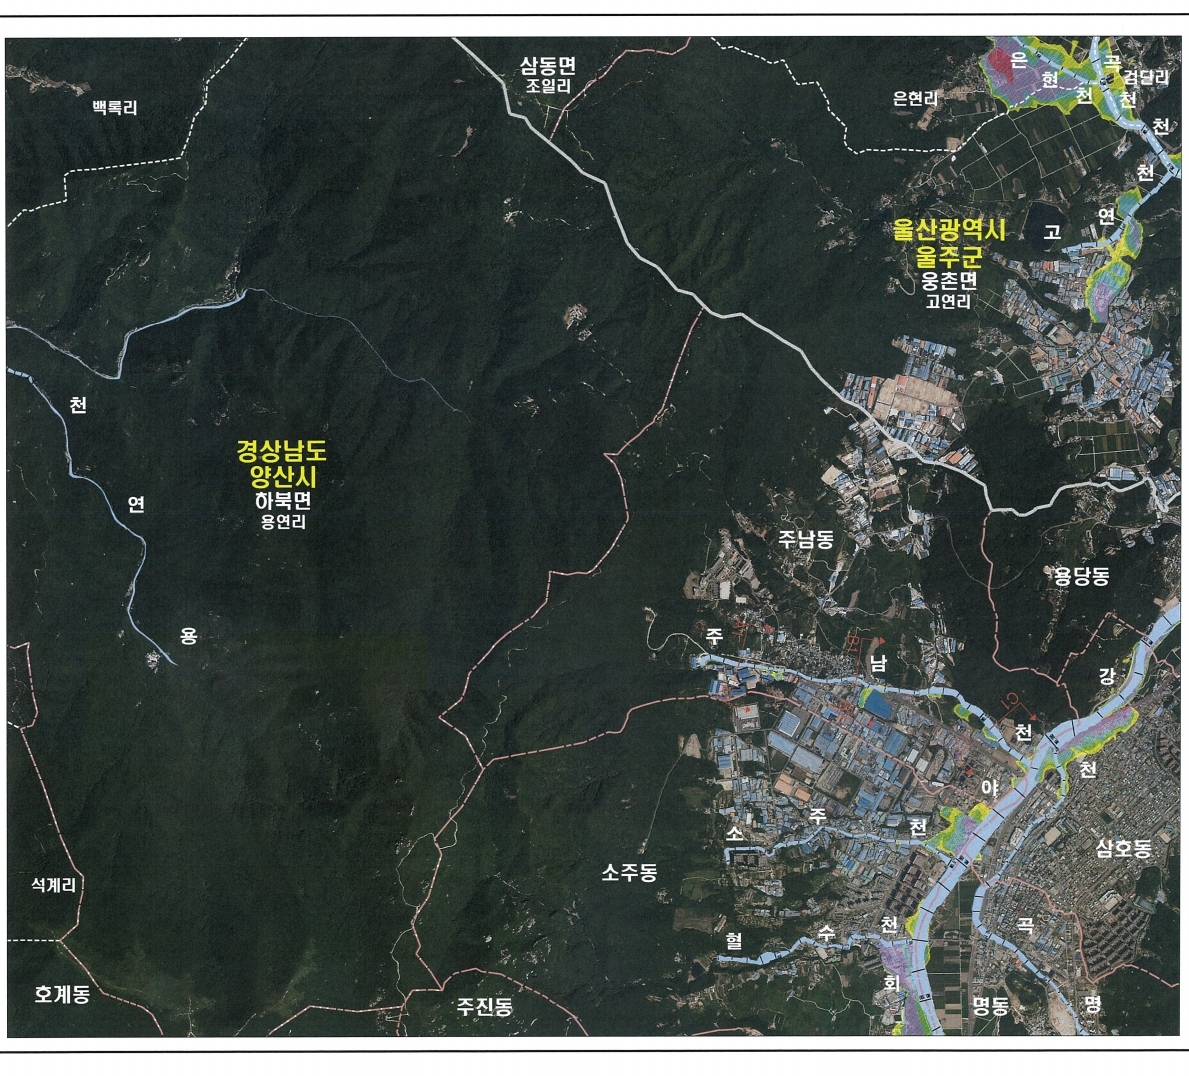 삼동면
조일리
백록리
은현리
검단리
은
현
천
곡
천
천
천
연
고
울산광역시
울주군
웅촌면
고연리
천
연
용
경상남도
양산시
하북면
용연리
주남동
용당동
주
남
천
강
천
야
회
소
주
천
삼호동
소주동
혈
수
천
곡
명
석계리
호계동
주진동
명동